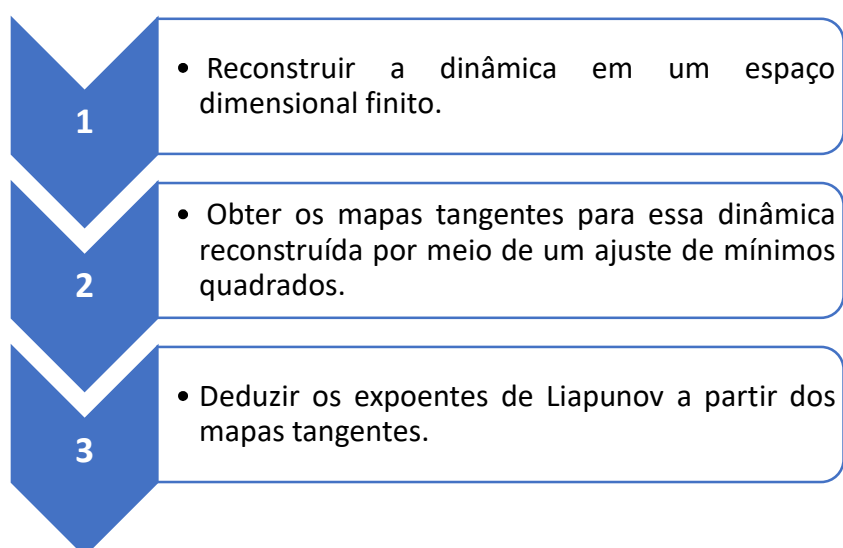 1
• Reconstruir a dinâmica em um espaço
dimensional finito.
2
• Obter os mapas tangentes para essa dinâmica
reconstruída por meio de um ajuste de mínimos
quadrados.
3
• Deduzir os expoentes de Liapunov a partir dos
mapas tangentes.